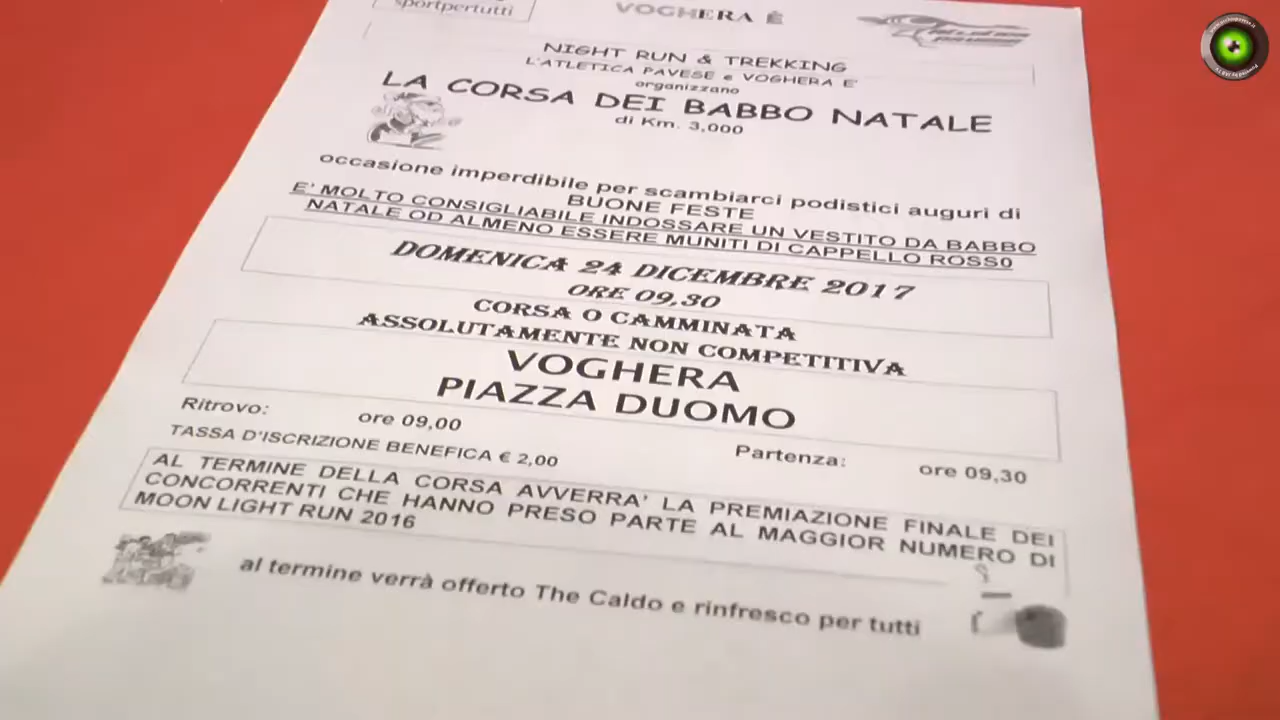 sportpertutti
VOGHERA È
NIGHT RUN & TREKKING
L'ATLETICA PAVESE e VOGHERA E'
organizzano
LA CORSA DEI BABBO NATALE
di Km. 3,000
occasione imperdibile per scambiarci podistici auguri di
BUONE FESTE
E' MOLTO CONSIGLIABILE INDOSSARE UN VESTITO DA BABBO
NATALE OD ALMENO ESSERE MUNITI DI CAPPELLO ROSS0
DOMENICA 24 DICEMBRE 2017
ORE 09,30
CORSA O CAMMINATA
ASSOLUTAMENTE NON COMPETITIVA
VOGHERA
PIAZZA DUOMO
Ritrovo: ore 09,00 Partenza: ore 09,30
TASSA D'ISCRIZIONE BENEFICA € 2,00
AL TERMINE DELLA CORSA AVVERRA' LA PREMIAZIONE FINALE DEI
CONCORRENTI CHE HANNO PRESO PARTE AL MAGGIOR NUMERO DI
MOON LIGHT RUN 2016
al termine verrà offerto The Caldo e rinfresco per tutti